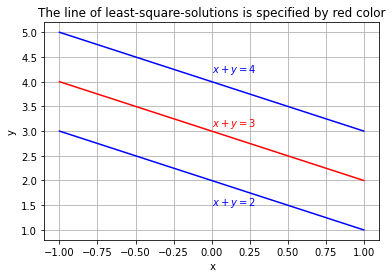 The line of least-square-solutions is specified by red color
5.0
4.5
4.0
3.5
3.0
2.5
2.0
1.5
1.0
y
x + y = 4
x + y = 3
x + y = 2
−1.00 −0.75 −0.50 −0.25 0.00 0.25 0.50 0.75 1.00
x